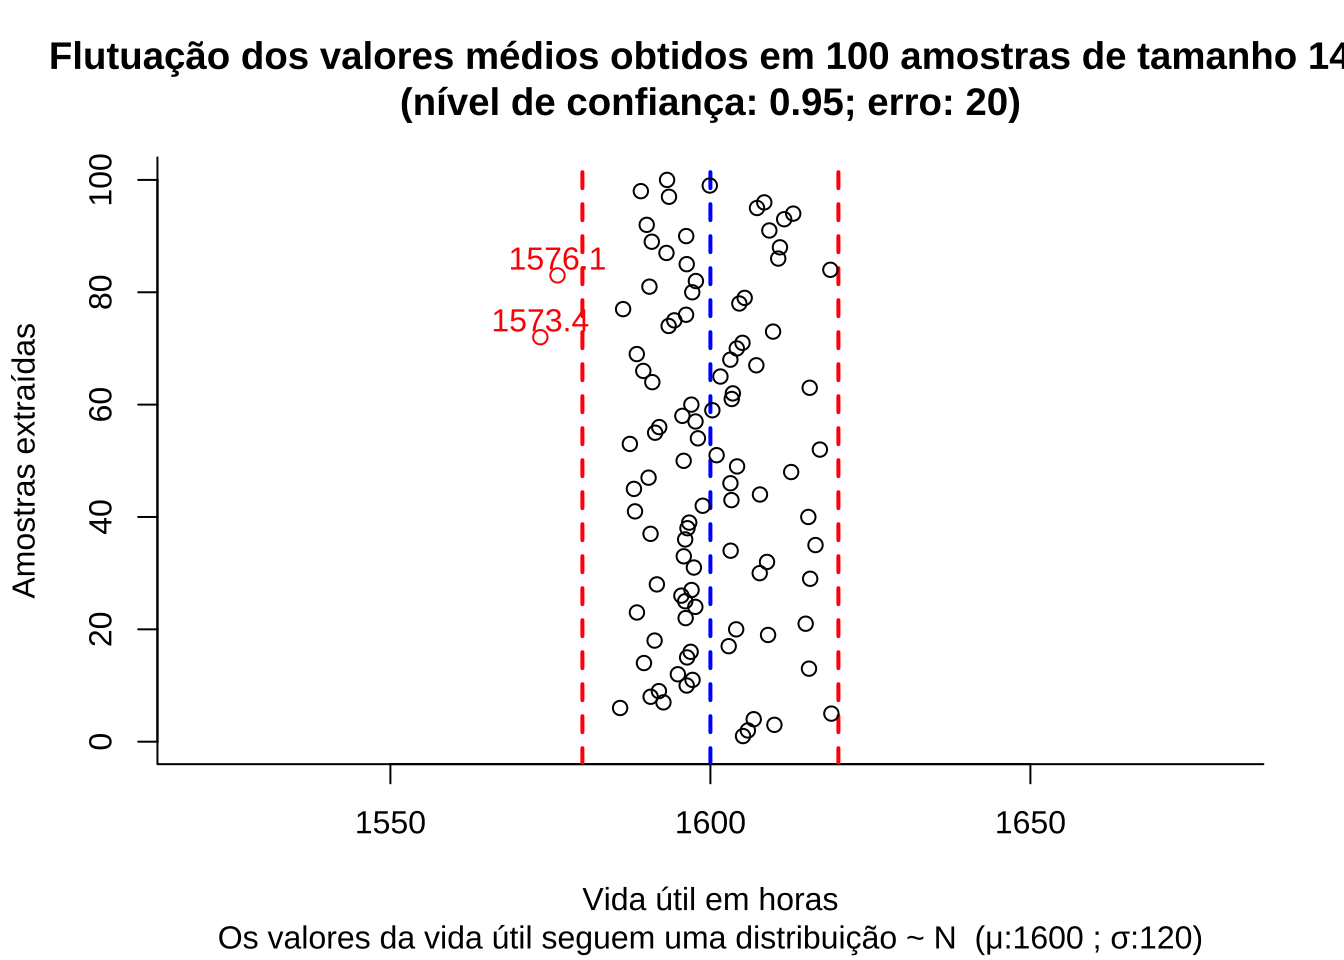 Flutuação dos valores médios obtidos em 100 amostras de tamanho 14
(nível de confiança: 0.95; erro: 20)
100
80
60
40
20
0
Amostras extraídas
1576.1
1573.4
1550
1600
1650
Vida útil em horas
Os valores da vida útil seguem uma distribuição ~ N (μ:1600 ; σ:120)